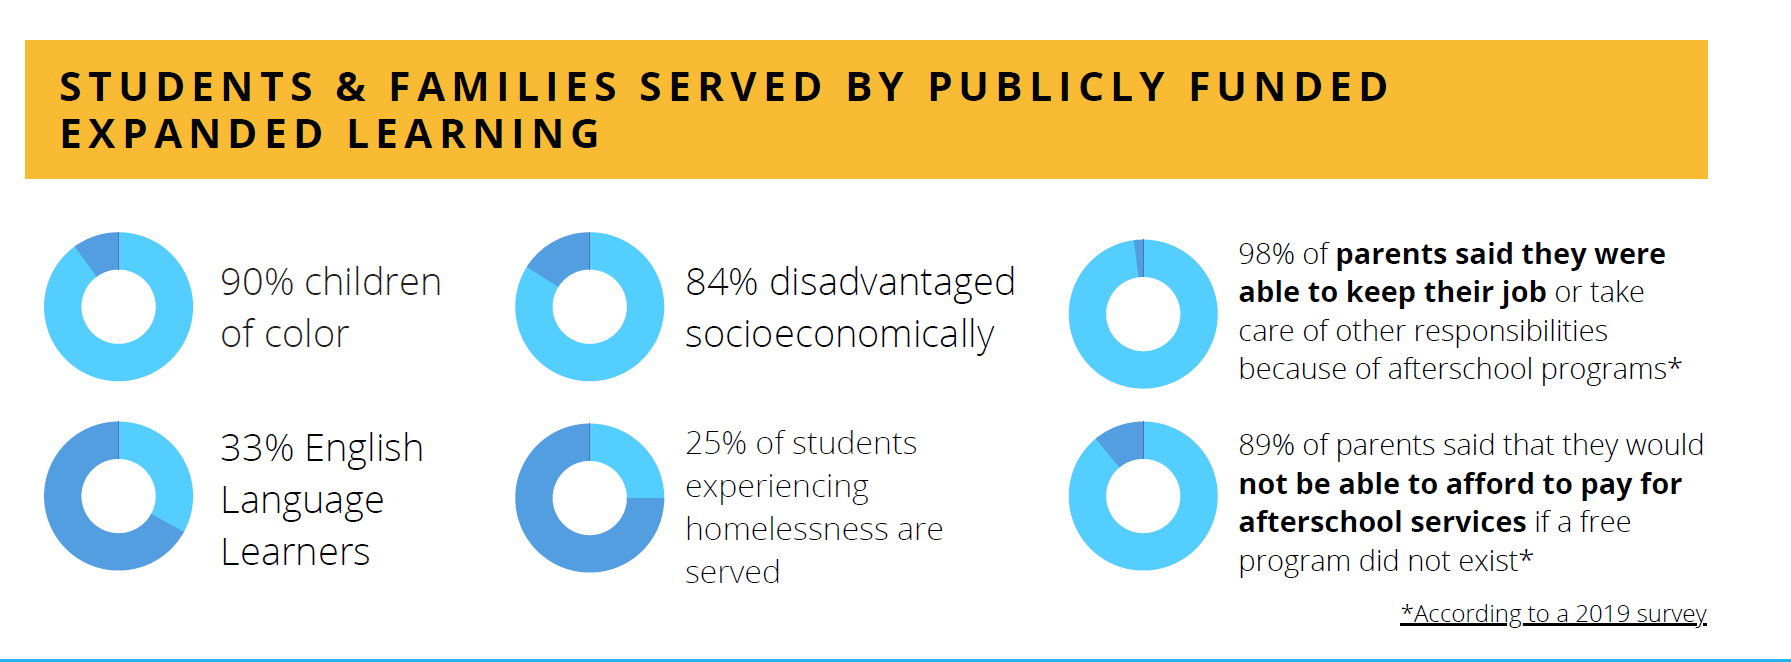 STUDENTS & FAMILIES SERVED BY PUBLICLY FUNDED
EXPANDED LEARNING
90% children
of color
84% disadvantaged
socioeconomically
98% of parents said they were
able to keep their job or take
care of other responsibilities
because of afterschool programs*
33% English
Language
Learners
25% of students
experiencing
homelessness are
served
89% of parents said that they would
not be able to afford to pay for
afterschool services if a free
program did not exist*
*According to a 2019 survey